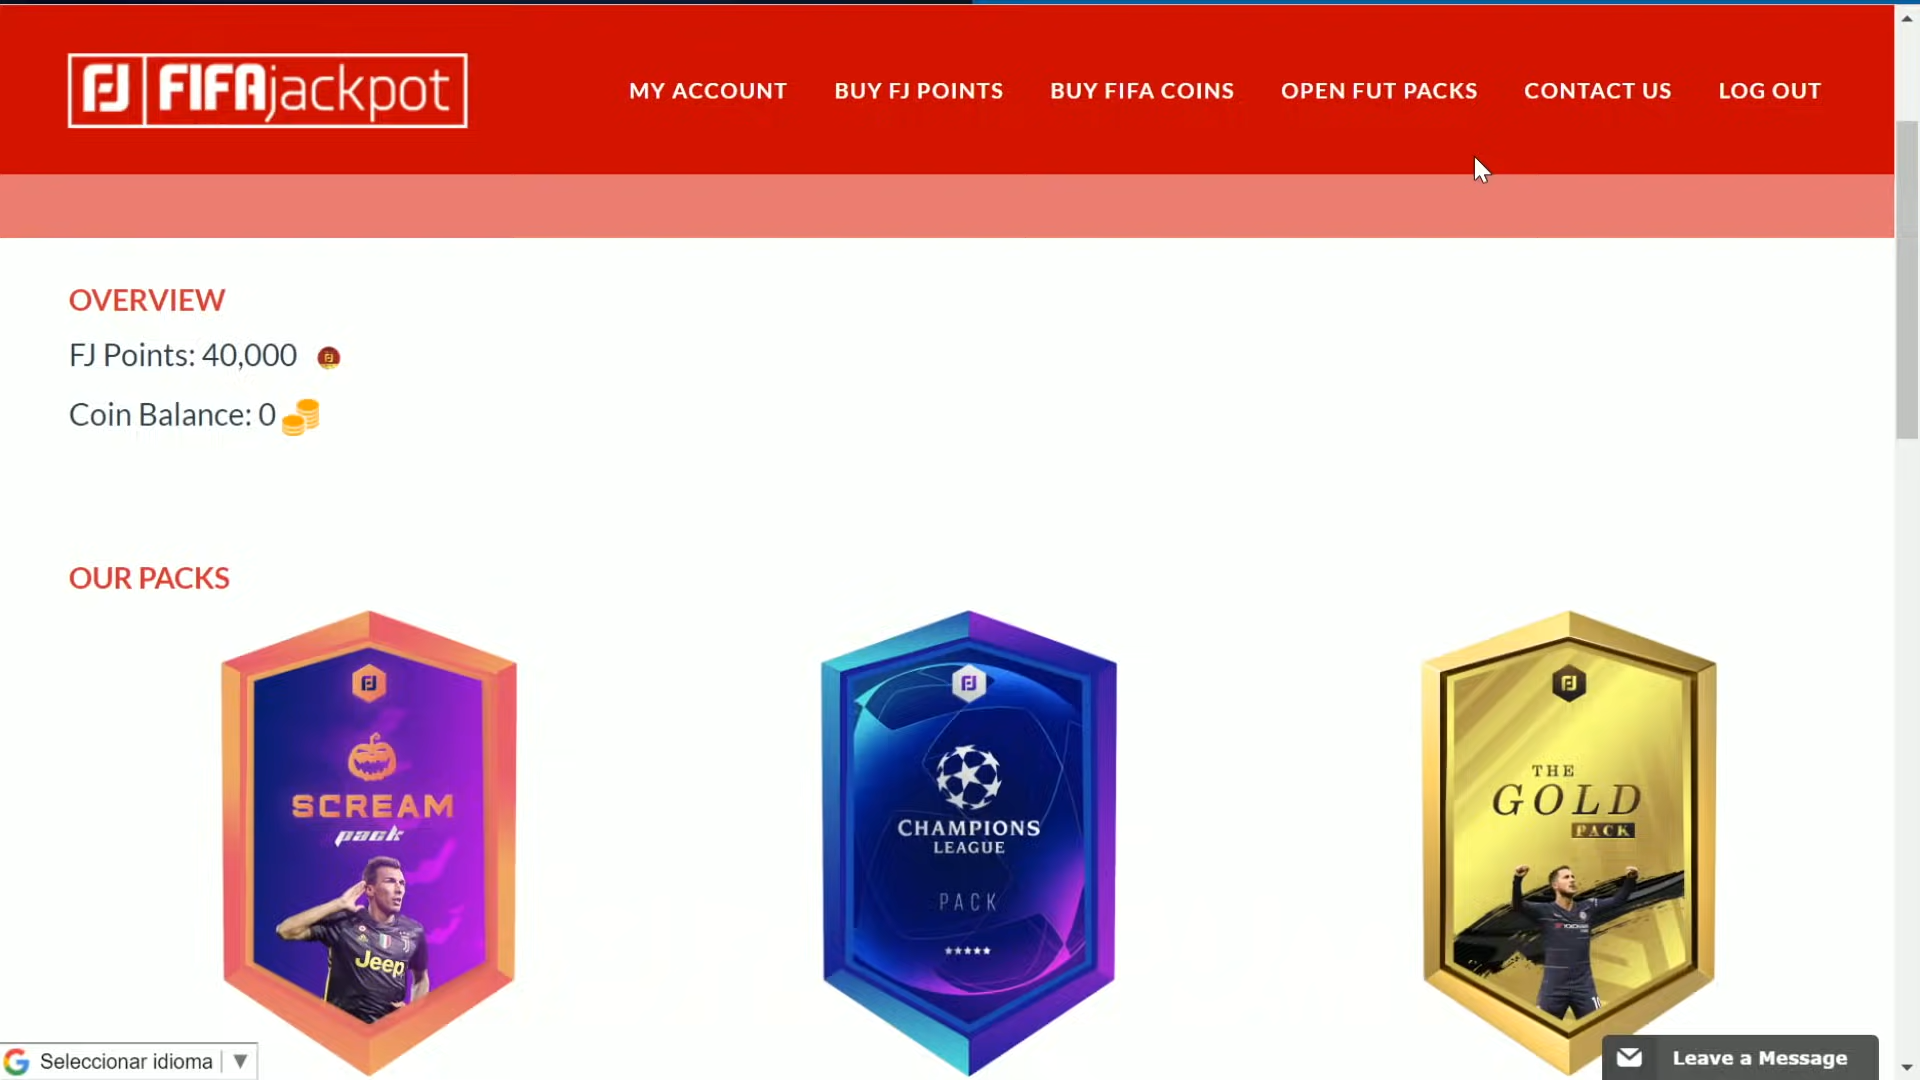 FJ FIFAjackpot
MY ACCOUNT BUY FJ POINTS BUY FIFA COINS OPEN FUT PACKS CONTACT US LOG OUT
OVERVIEW
FJ Points: 40,000
Coin Balance: 0
OUR PACKS
FJ
SCREAM
pack
Jeep
FJ
CHAMPIONS
LEAGUE
PACK
FJ
THE
GOLD
PACK
Seleccionar idioma
Leave a Message